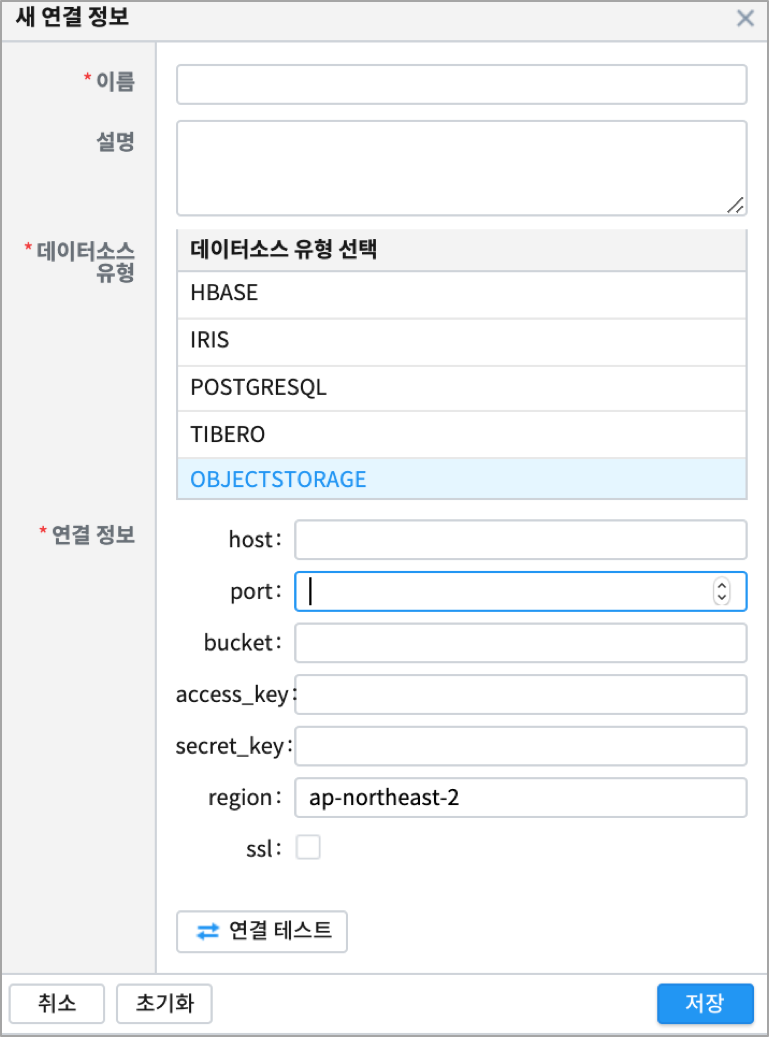 새 연결 정보
* 이름
설명
* 데이터소스
유형
데이터소스 유형 선택
HBASE
IRIS
POSTGRESQL
TIBERO
OBJECTSTORAGE
* 연결 정보
host:
port:
bucket:
access_key:
secret_key:
region: ap-northeast-2
ssl:
연결 테스트
취소 초기화 저장